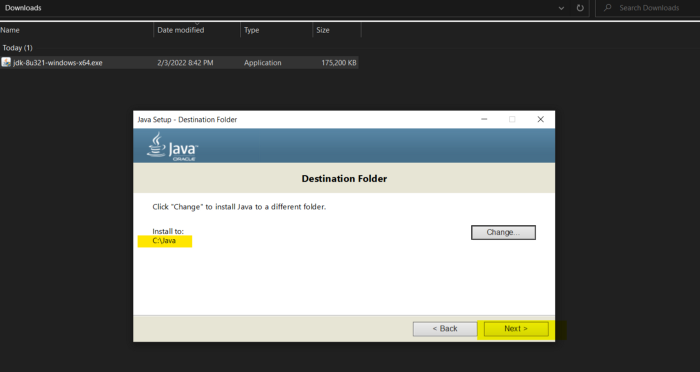 Downloads
Search Downloads
Name Date modified Type Size
Today (1)
jdk-8u321-windows-x64.exe 2/3/2022 8:42 PM Application 175,200 KB
Java Setup - Destination Folder
Java
ORACLE
Destination Folder
Click "Change" to install Java to a different folder.
Install to:
C:\Java
Change...
< Back Next >